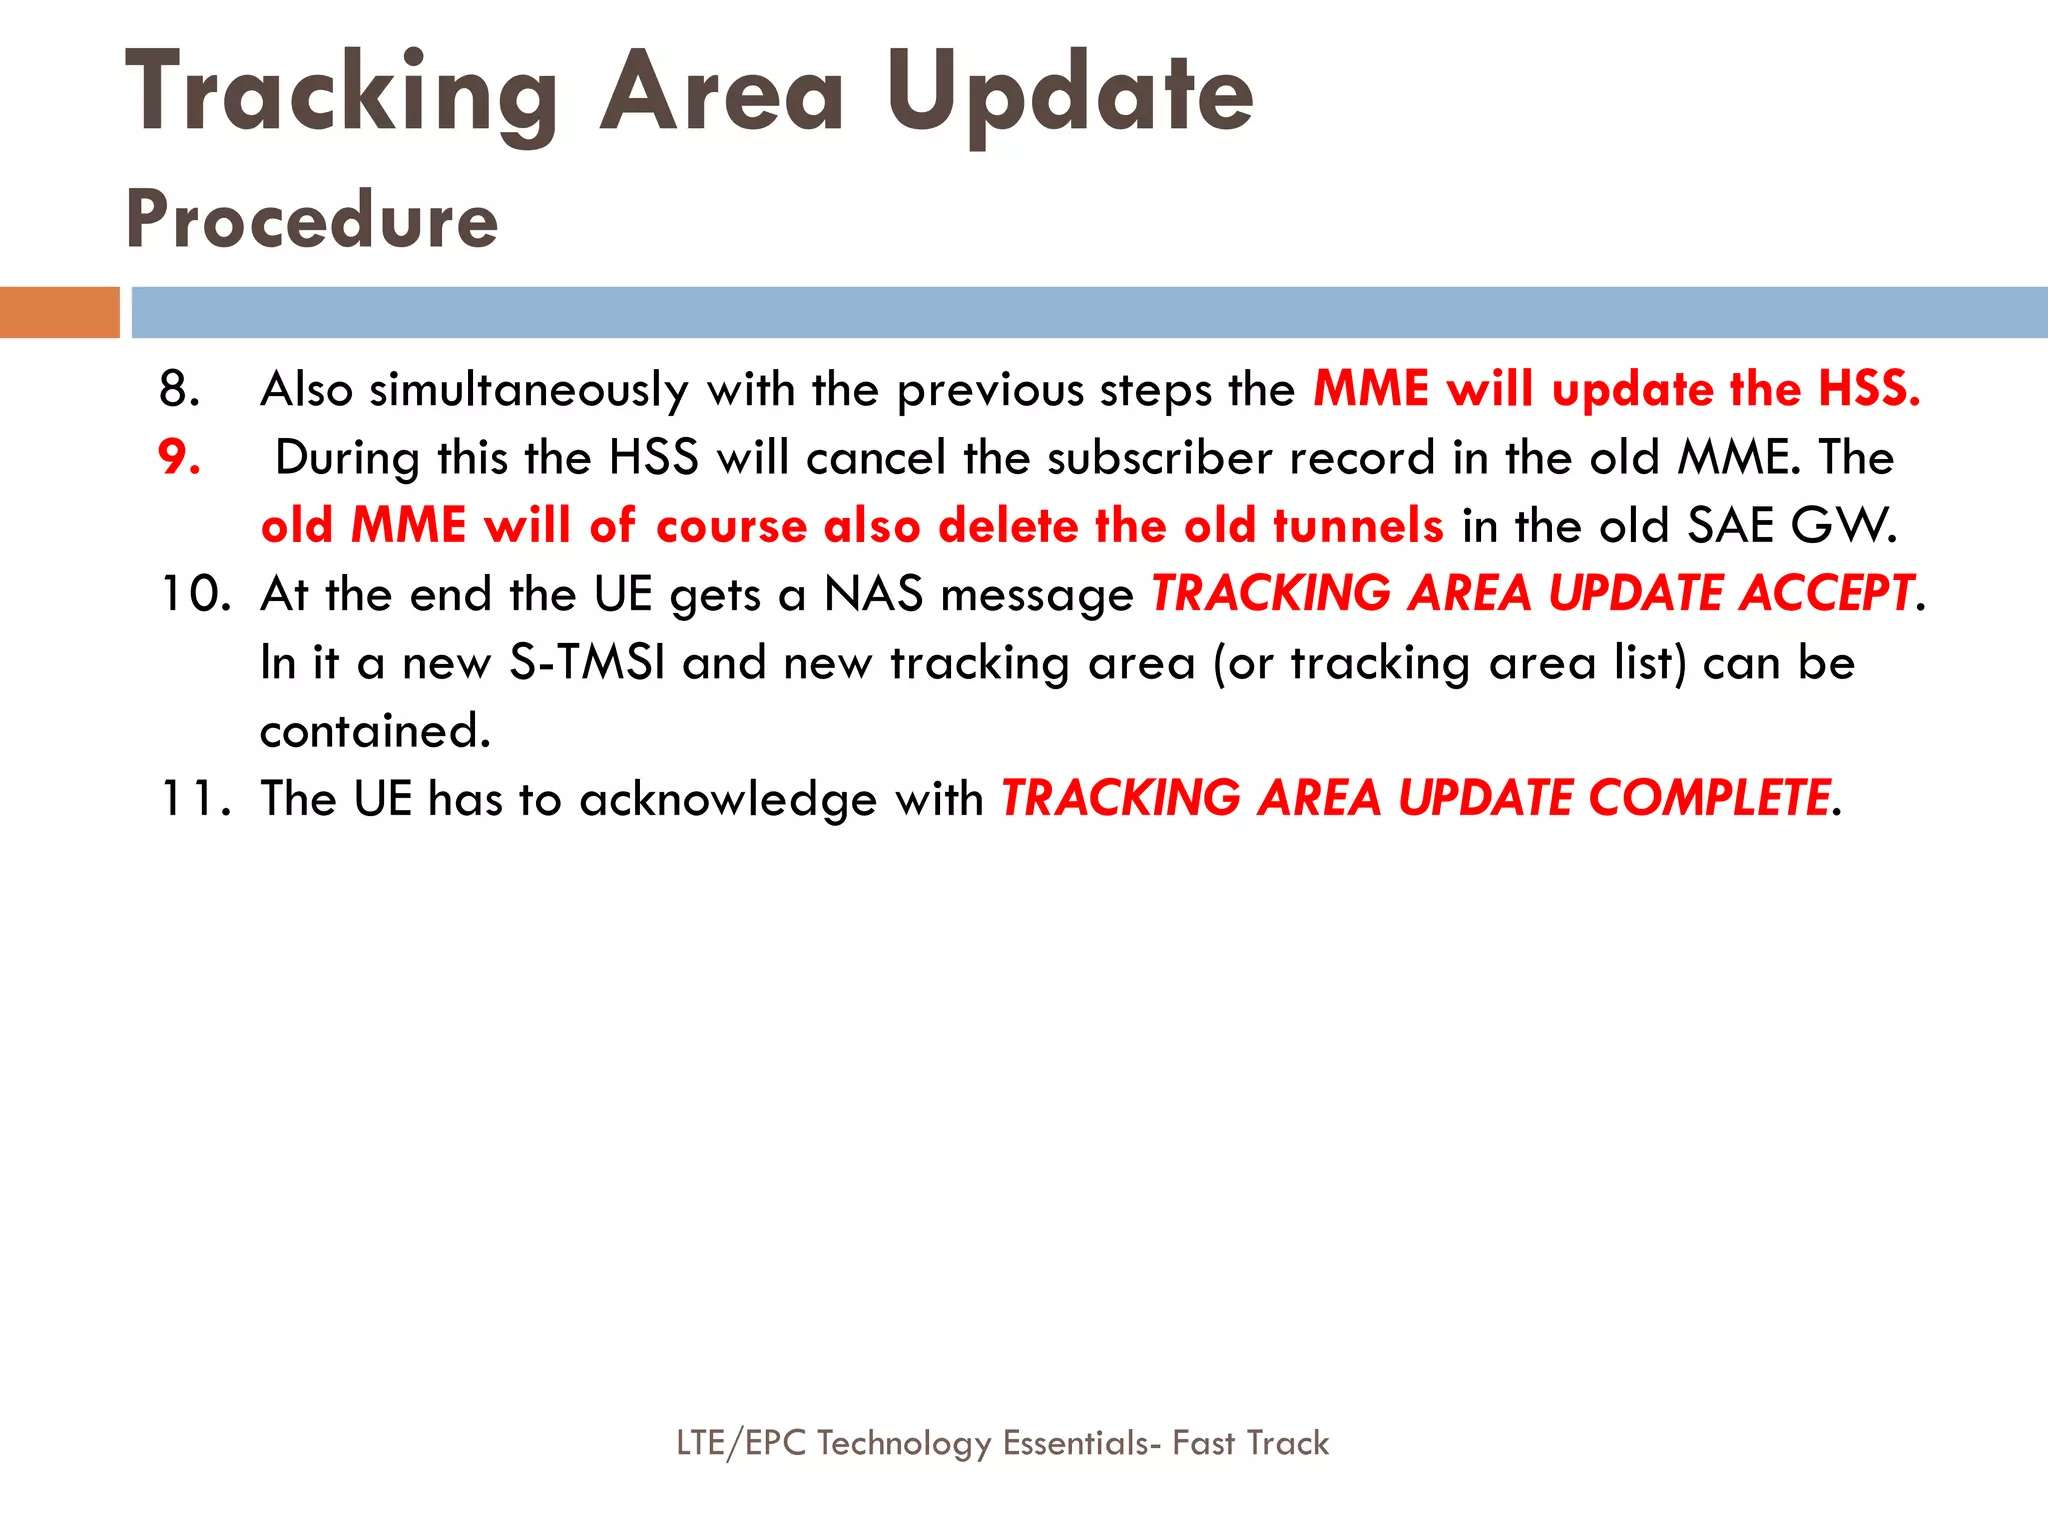 Tracking Area Update
Procedure
8. Also simultaneously with the previous steps the MME will update the HSS.
9. During this the HSS will cancel the subscriber record in the old MME. The
old MME will of course also delete the old tunnels in the old SAE GW.
10. At the end the UE gets a NAS message TRACKING AREA UPDATE ACCEPT.
In it a new S-TMSI and new tracking area (or tracking area list) can be
contained.
11. The UE has to acknowledge with TRACKING AREA UPDATE COMPLETE.
LTE/EPC Technology Essentials- Fast Track